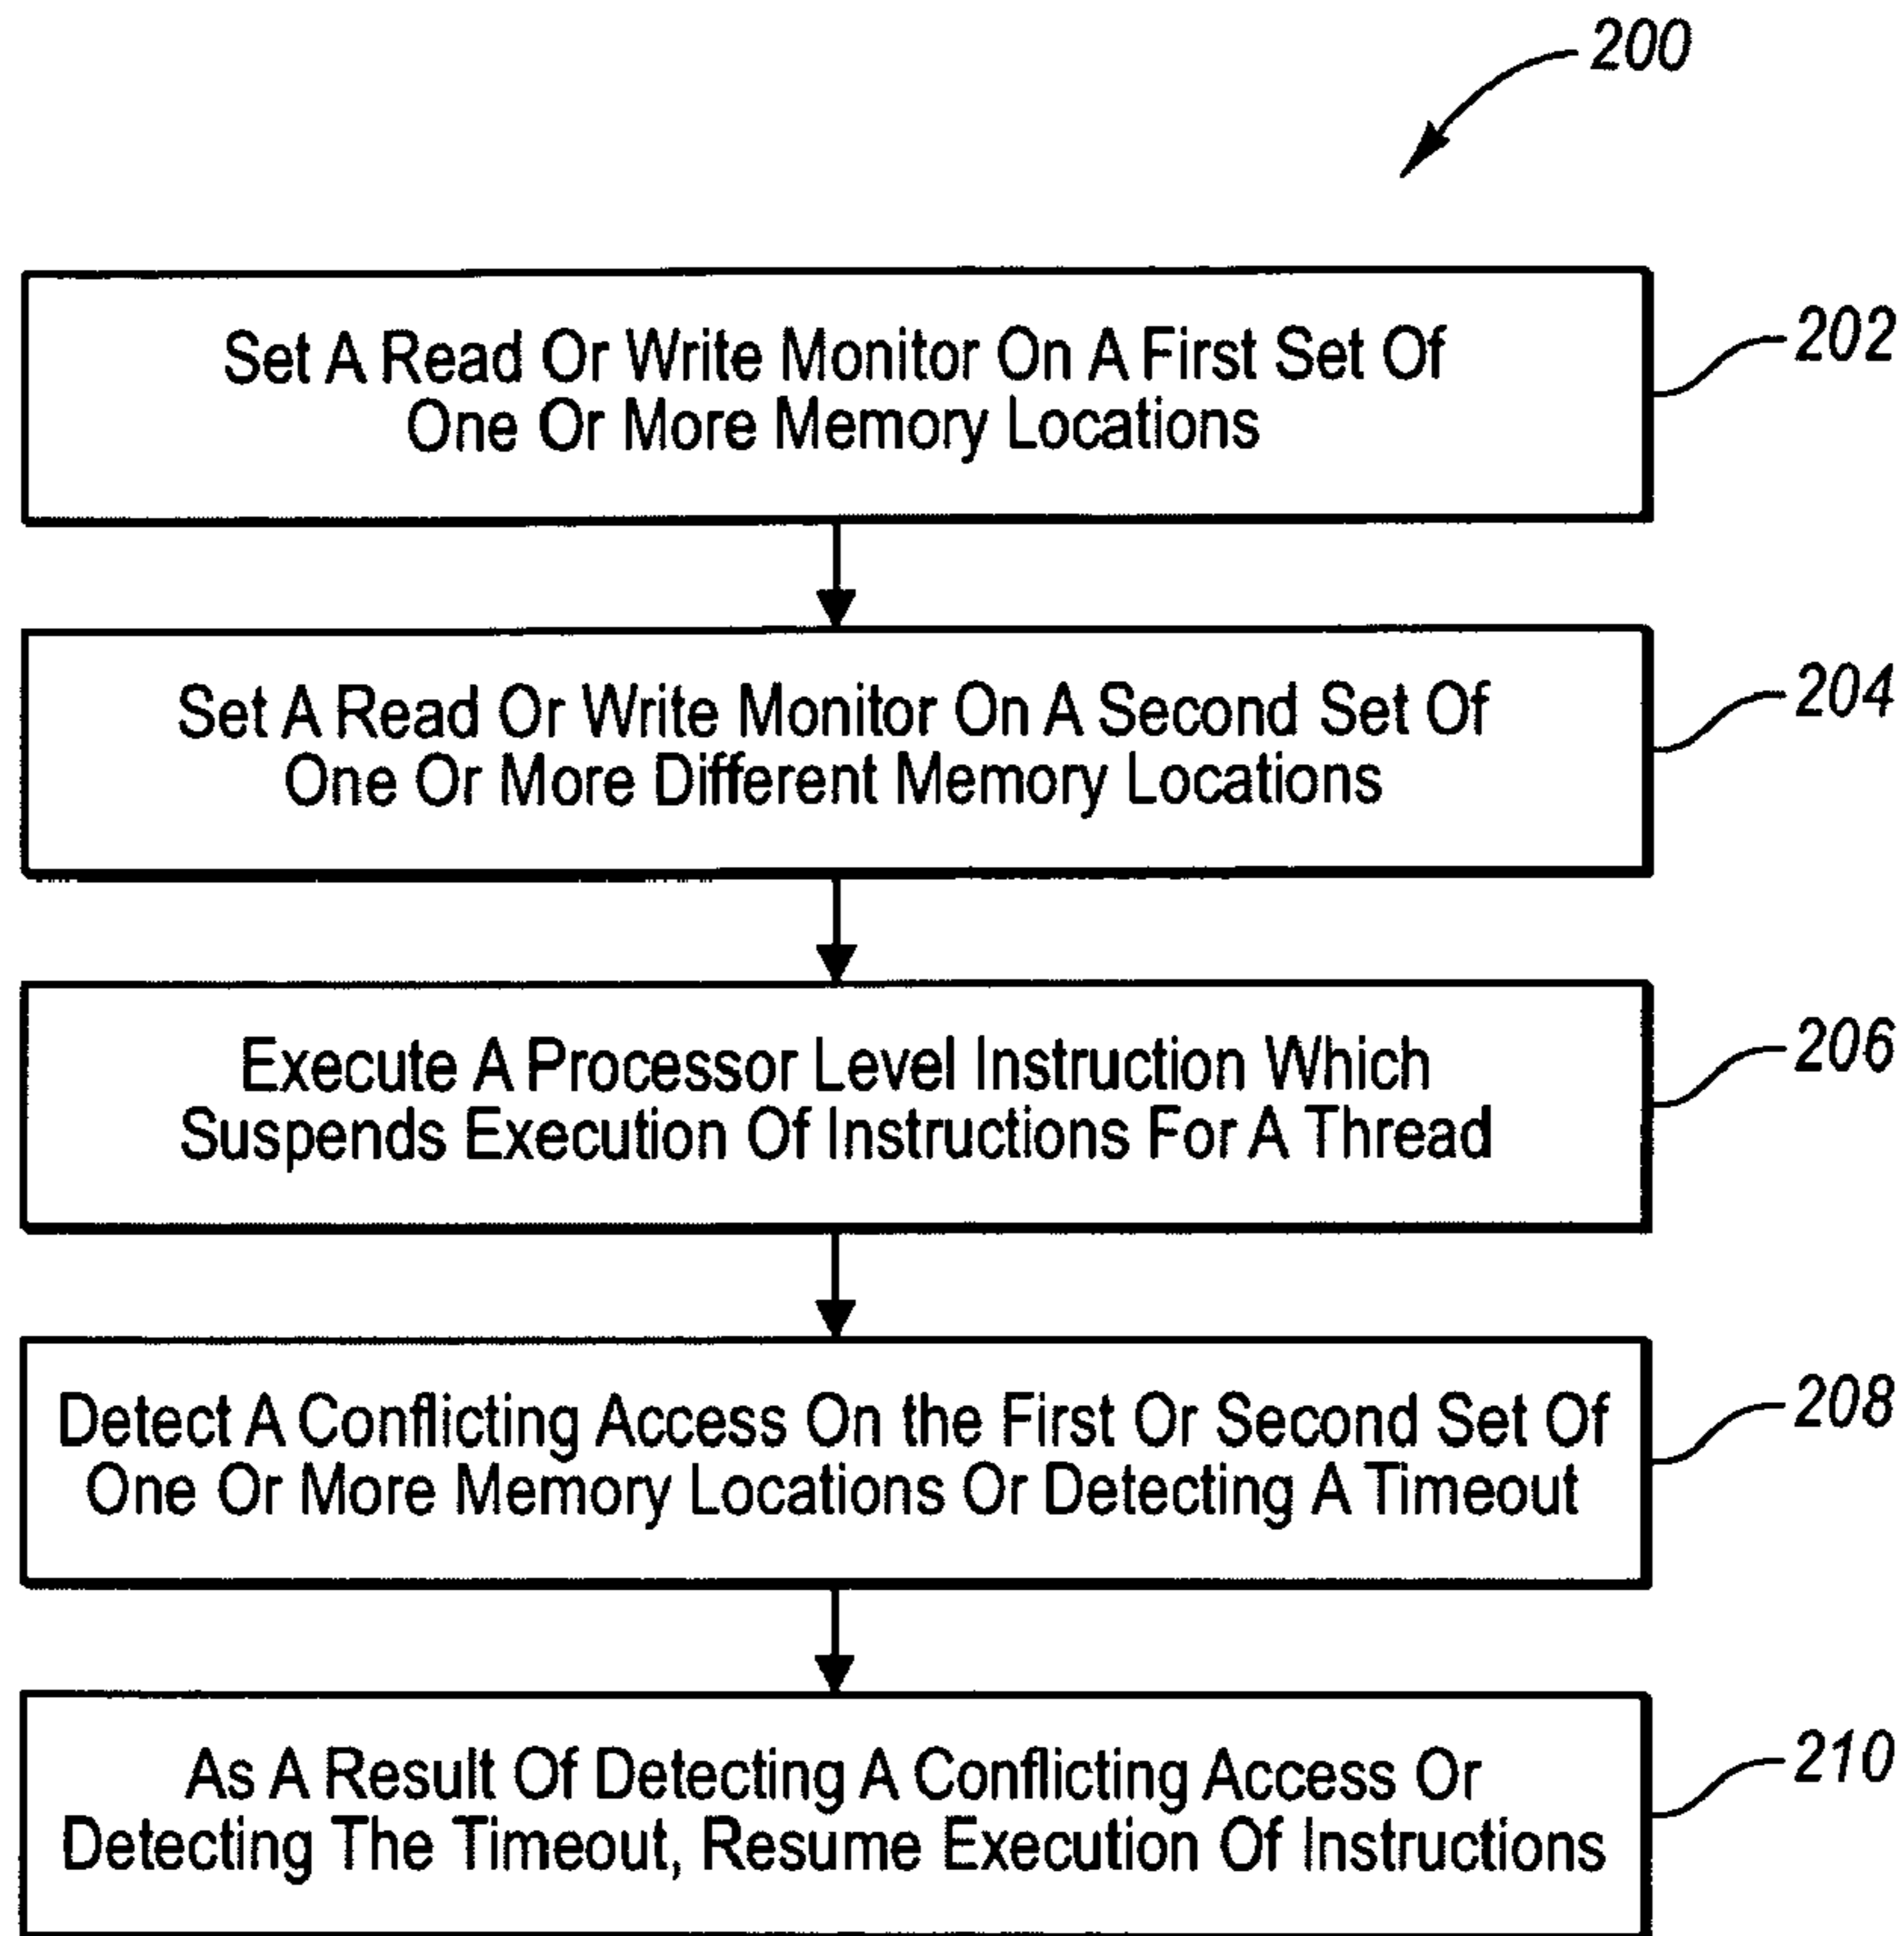 200
Set A Read Or Write Monitor On A First Set Of
One Or More Memory Locations
202
Set A Read Or Write Monitor On A Second Set Of
One Or More Different Memory Locations
204
Execute A Processor Level Instruction Which
Suspends Execution Of Instructions For A Thread
206
Detect A Conflicting Access On the First Or Second Set Of
One Or More Memory Locations Or Detecting A Timeout
208
As A Result Of Detecting A Conflicting Access Or
Detecting The Timeout, Resume Execution Of Instructions
210